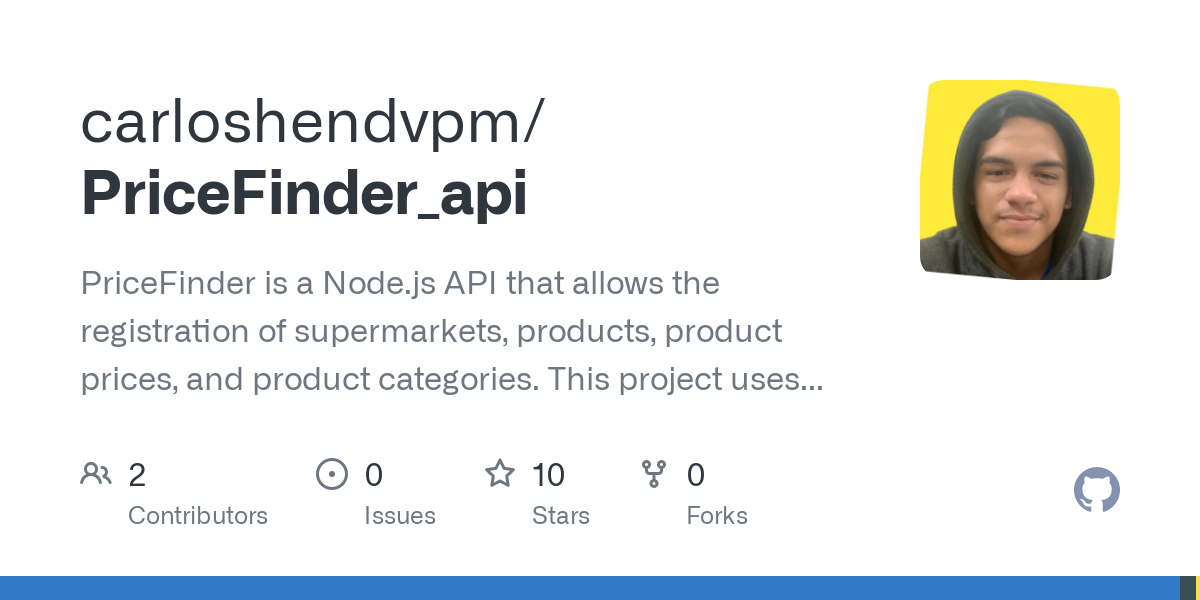 carloshendvpm/
PriceFinder_api
PriceFinder is a Node.js API that allows the
registration of supermarkets, products, product
prices, and product categories. This project uses...
2
Contributors
0
Issues
10
Stars
0
Forks